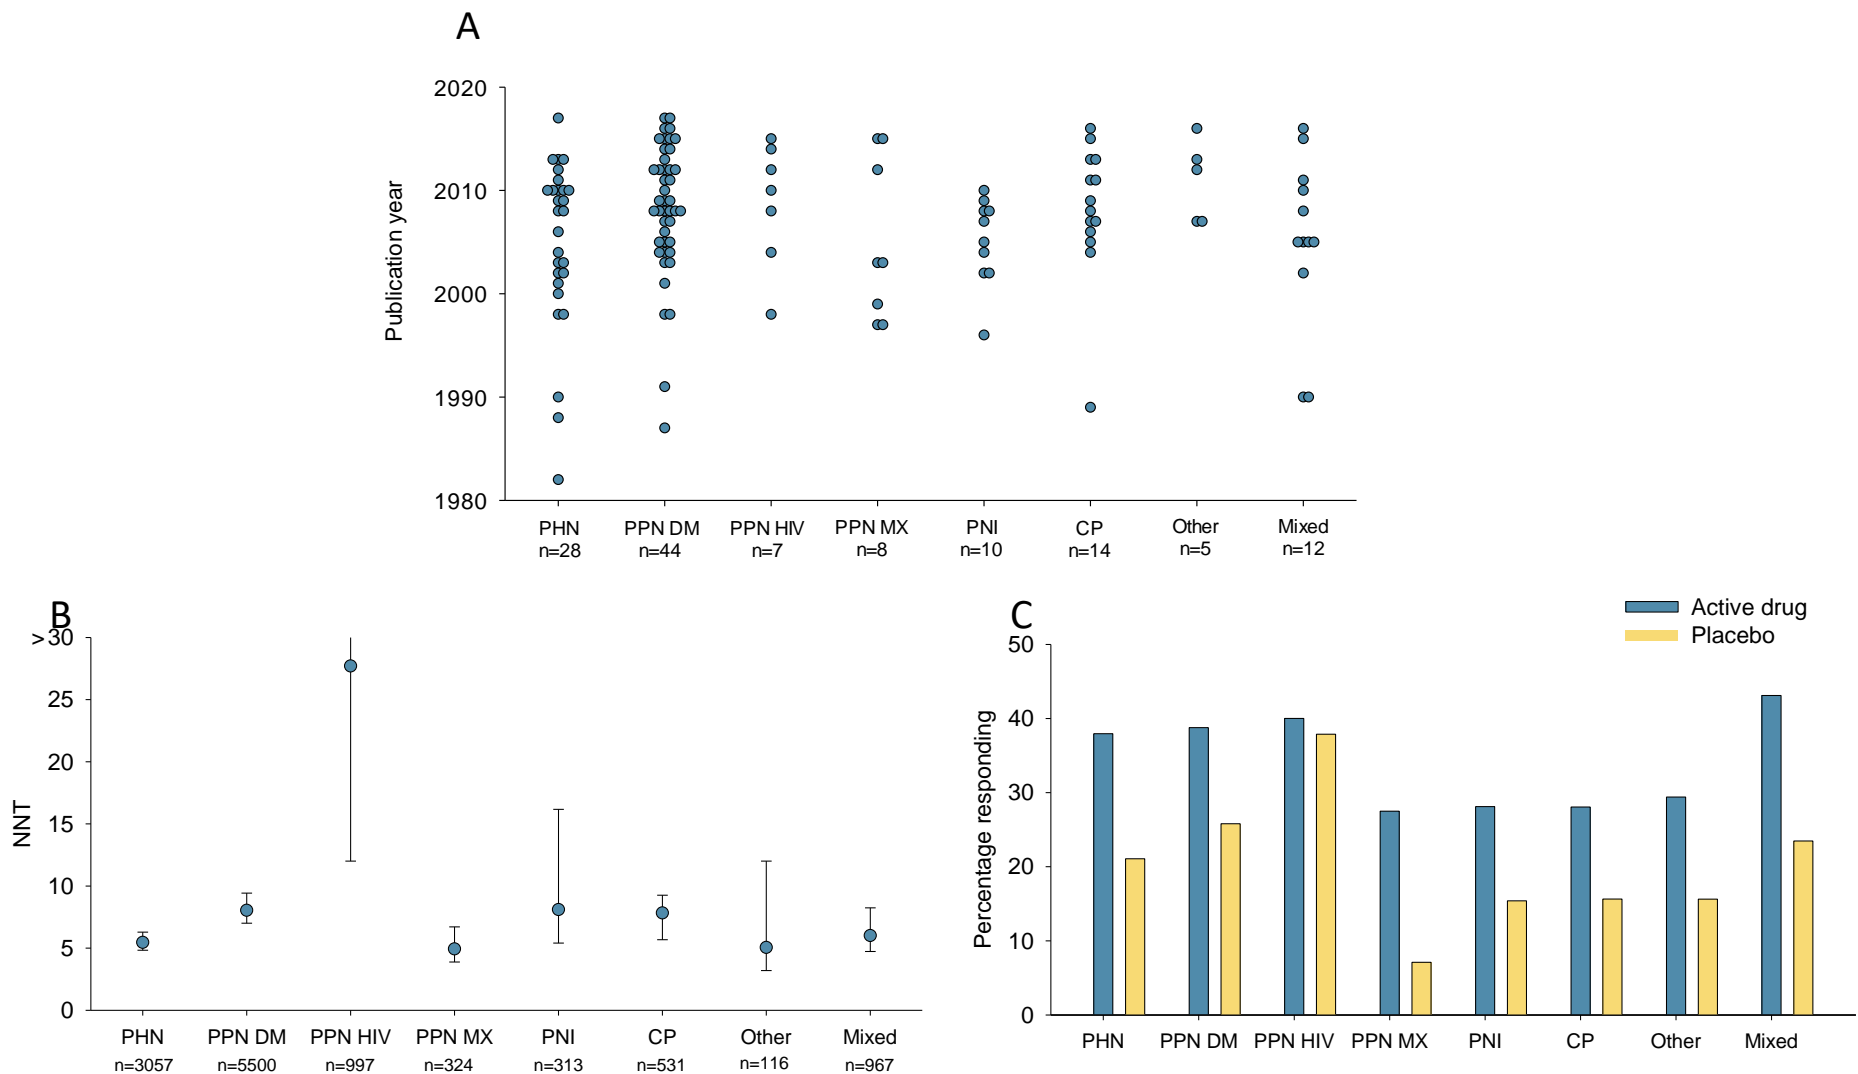 A
2020
2010
2000
1990
1980
Publication year
PHN PPN DM PPN HIV PPN MX PNI CP Other Mixed
n=28 n=44 n=7 n=8 n=10 n=14 n=5 n=12
B
>30
25
20
15
10
5
0
NNT
PHN PPN DM PPN HIV PPN MX PNI CP Other Mixed
n=3057 n=5500 n=997 n=324 n=313 n=531 n=116 n=967
C
Active drug
Placebo
50
40
30
20
10
0
Percentage responding
PHN PPN DM PPN HIV PPN MX PNI CP Other Mixed